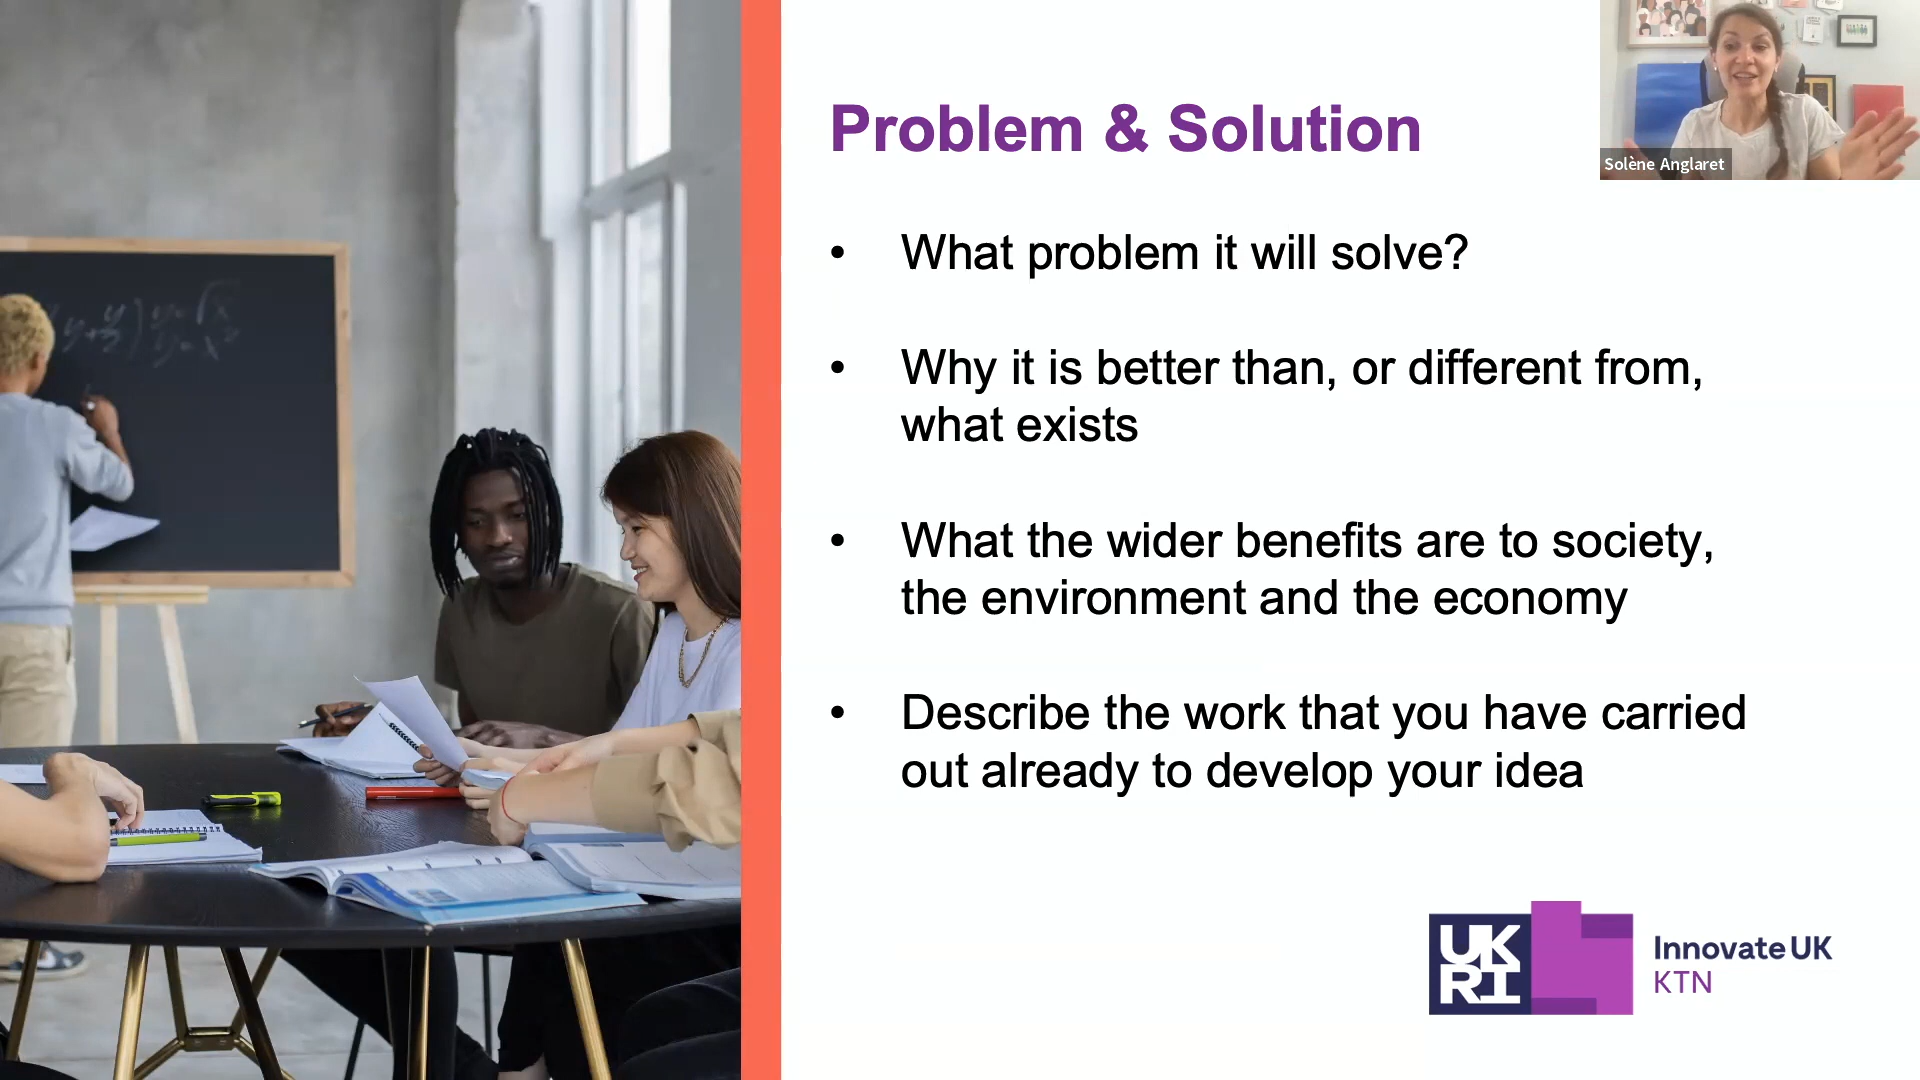 Problem & Solution
Solène Anglaret
• What problem it will solve?
• Why it is better than, or different from,
what exists
• What the wider benefits are to society,
the environment and the economy
• Describe the work that you have carried
out already to develop your idea
UK
RI
Innovate UK
KTN